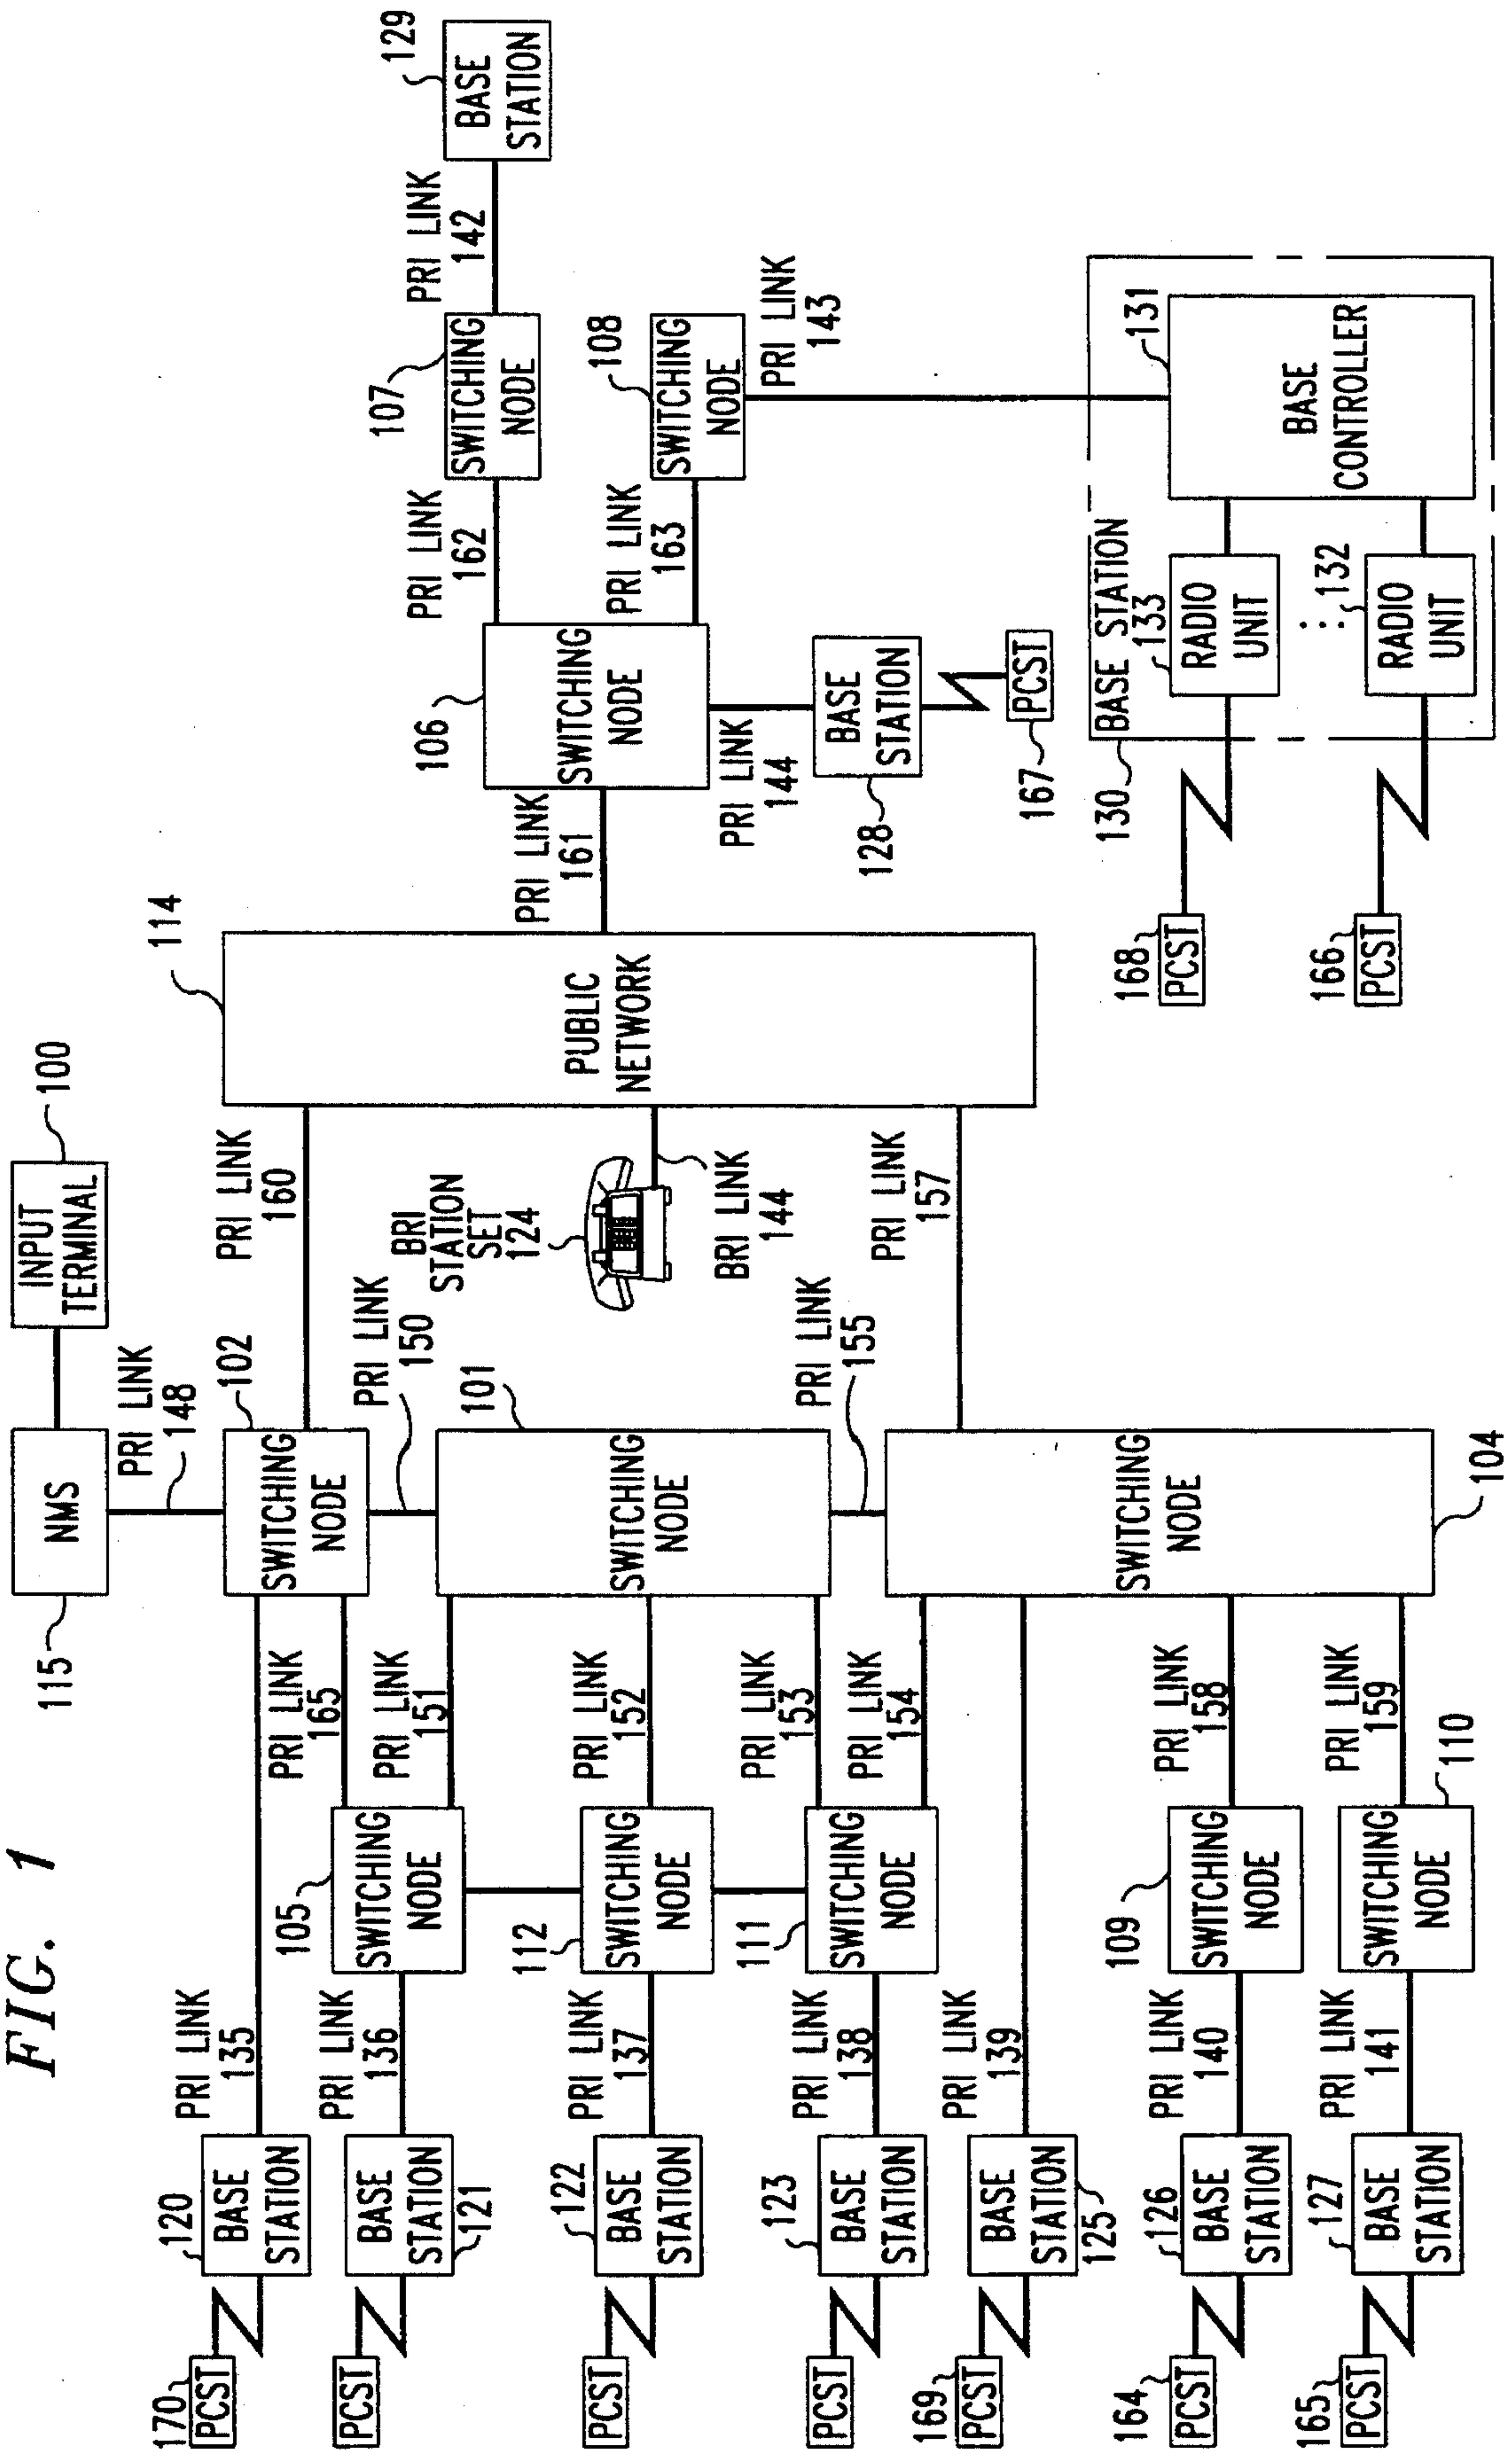 FIG. 1
115
NMS
PRI LINK
148
INPUT
TERMINAL
100
102
SWITCHING
NODE
PRI LINK
160
PRI LINK
150
101
SWITCHING
NODE
PRI LINK
155
SWITCHING
NODE
104
PRI LINK
157
BRI
STATION
SET
124
BRI LINK
144
114
PUBLIC
NETWORK
PRI LINK
161
106
SWITCHING
NODE
PRI LINK
162
107
SWITCHING
NODE
PRI LINK
142
129
BASE
STATION
PRI LINK
163
108
SWITCHING
NODE
PRI LINK
143
PRI LINK
144
BASE
STATION
128
PCST
167
130
BASE STATION
131
BASE
CONTROLLER
133
RADIO
UNIT
132
RADIO
UNIT
168
PCST
166
PCST
170
PCST
120
BASE
STATION
PRI LINK
135
PCST
BASE
STATION
121
PRI LINK
136
105
SWITCHING
NODE
PRI LINK
165
PRI LINK
151
PCST
122
BASE
STATION
PRI LINK
137
112
SWITCHING
NODE
PRI LINK
152
PCST
123
BASE
STATION
PRI LINK
138
111
SWITCHING
NODE
PRI LINK
153
PRI LINK
154
169
PCST
BASE
STATION
125
PRI LINK
139
164
PCST
126
BASE
STATION
PRI LINK
140
109
SWITCHING
NODE
PRI LINK
158
165
PCST
127
BASE
STATION
PRI LINK
141
SWITCHING
NODE
110
PRI LINK
159